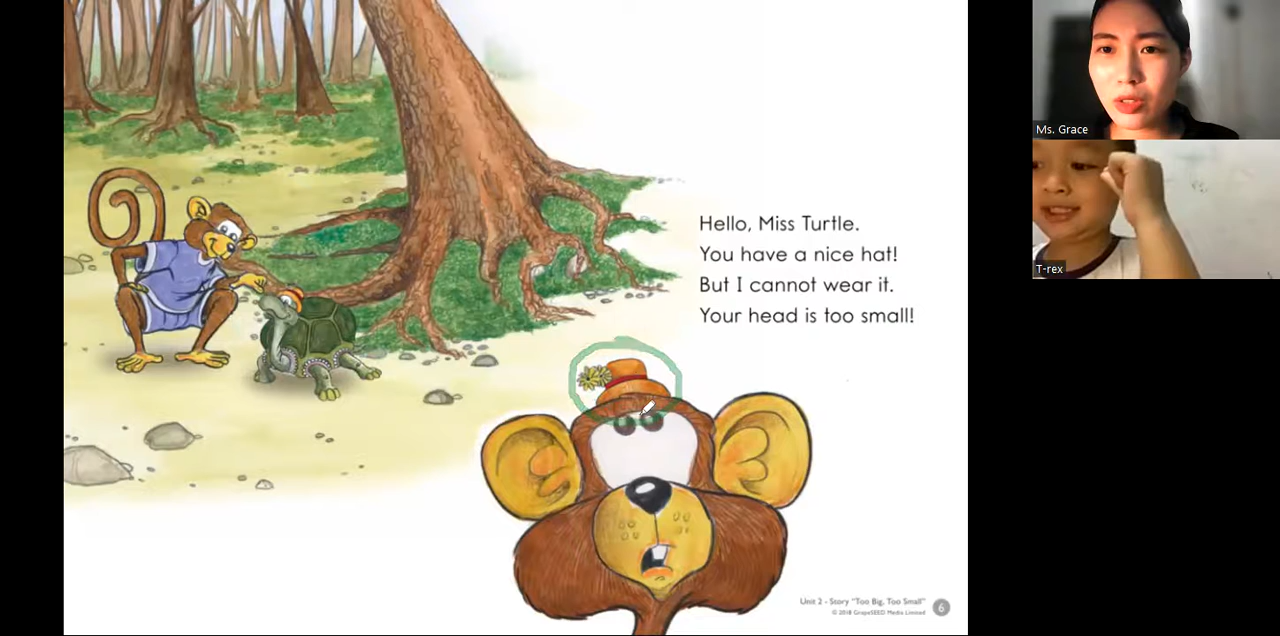 Hello, Miss Turtle.
You have a nice hat!
But I cannot wear it.
Your head is too small!
Unit 2 - Story "Too Big, Too Small"
© 2018 GrapeSEED Media Limited
6
Ms. Grace
T-rex